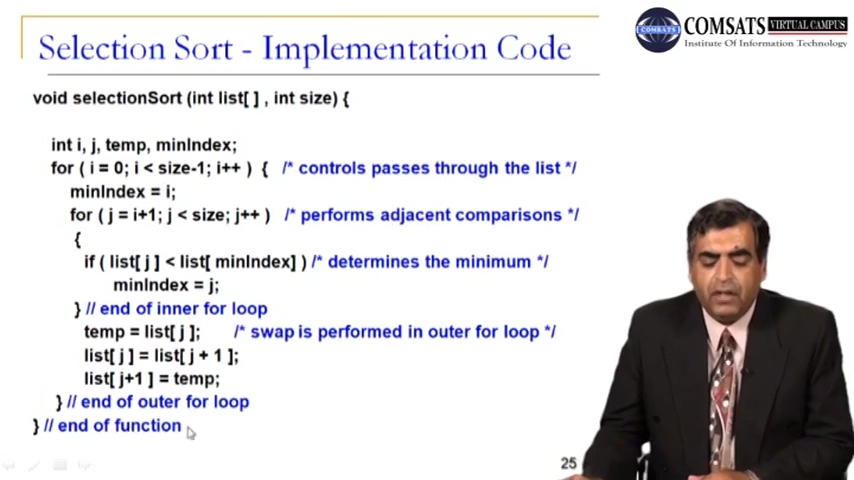 Selection Sort - Implementation Code
COMSATS VIRTUAL CAMPUS
COMSATS
Institute Of Information Technology
void selectionSort (int list[ ] , int size) {
int i, j, temp, minIndex;
for ( i = 0; i < size-1; i++ ) { /* controls passes through the list */
minIndex = i;
for ( j = i+1; j < size; j++ ) /* performs adjacent comparisons */
{
if ( list[ j ] < list[ minIndex] ) /* determines the minimum */
minIndex = j;
} // end of inner for loop
temp = list[ j ]; /* swap is performed in outer for loop */
list[ j ] = list[ j + 1 ];
list[ j+1 ] = temp;
} // end of outer for loop
} // end of function
25